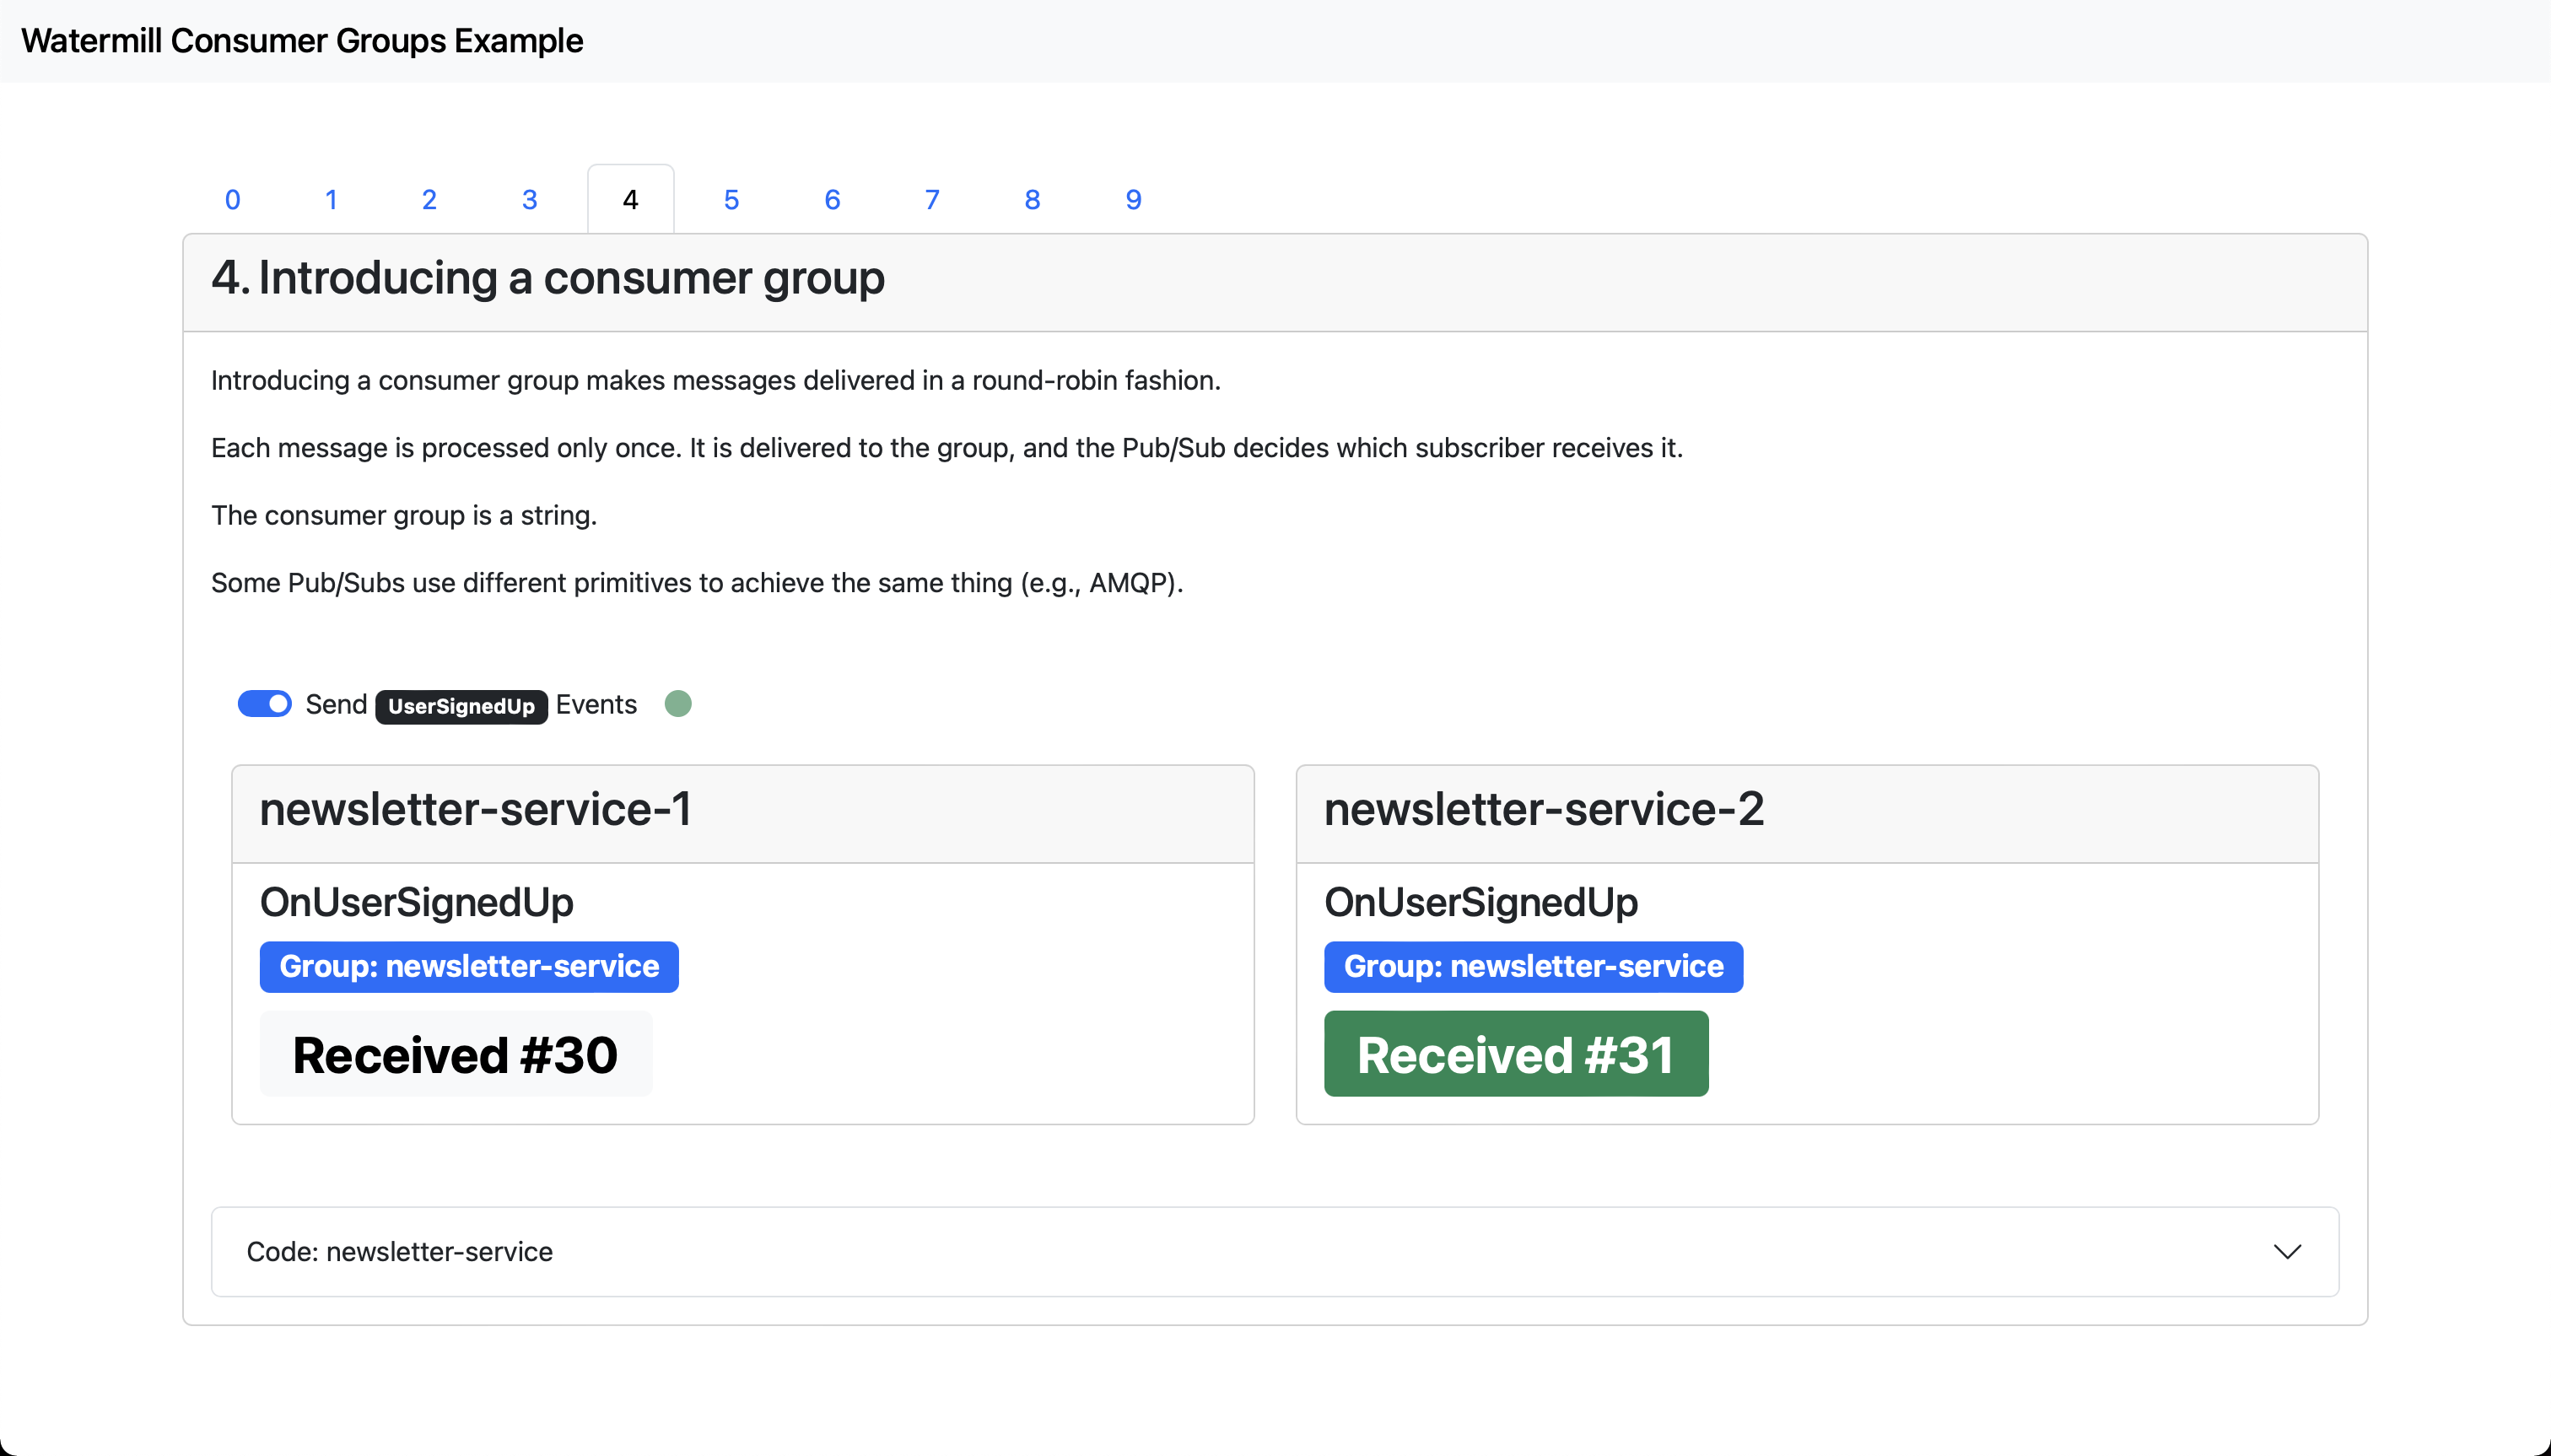 Watermill Consumer Groups Example
0 1 2 3 4 5 6 7 8 9
4. Introducing a consumer group
Introducing a consumer group makes messages delivered in a round-robin fashion.
Each message is processed only once. It is delivered to the group, and the Pub/Sub decides which subscriber receives it.
The consumer group is a string.
Some Pub/Subs use different primitives to achieve the same thing (e.g., AMQP).
Send UserSignedUp Events
newsletter-service-1
OnUserSignedUp
Group: newsletter-service
Received #30
newsletter-service-2
OnUserSignedUp
Group: newsletter-service
Received #31
Code: newsletter-service